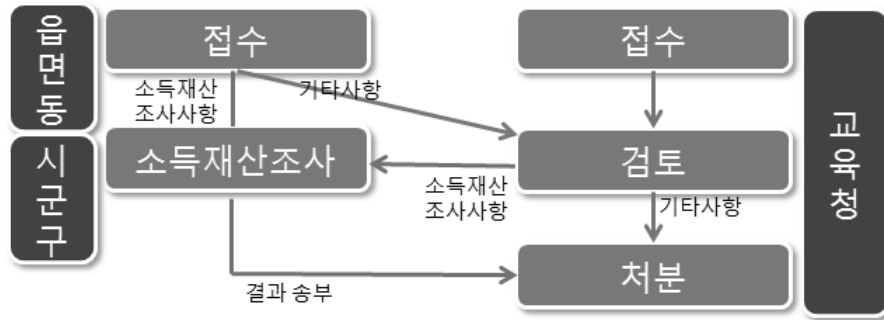 읍면동
접수
접수
교육청
소득재산
조사사항
기타사항
시군구
소득재산조사
검토
소득재산
조사사항
기타사항
처분
결과 송부